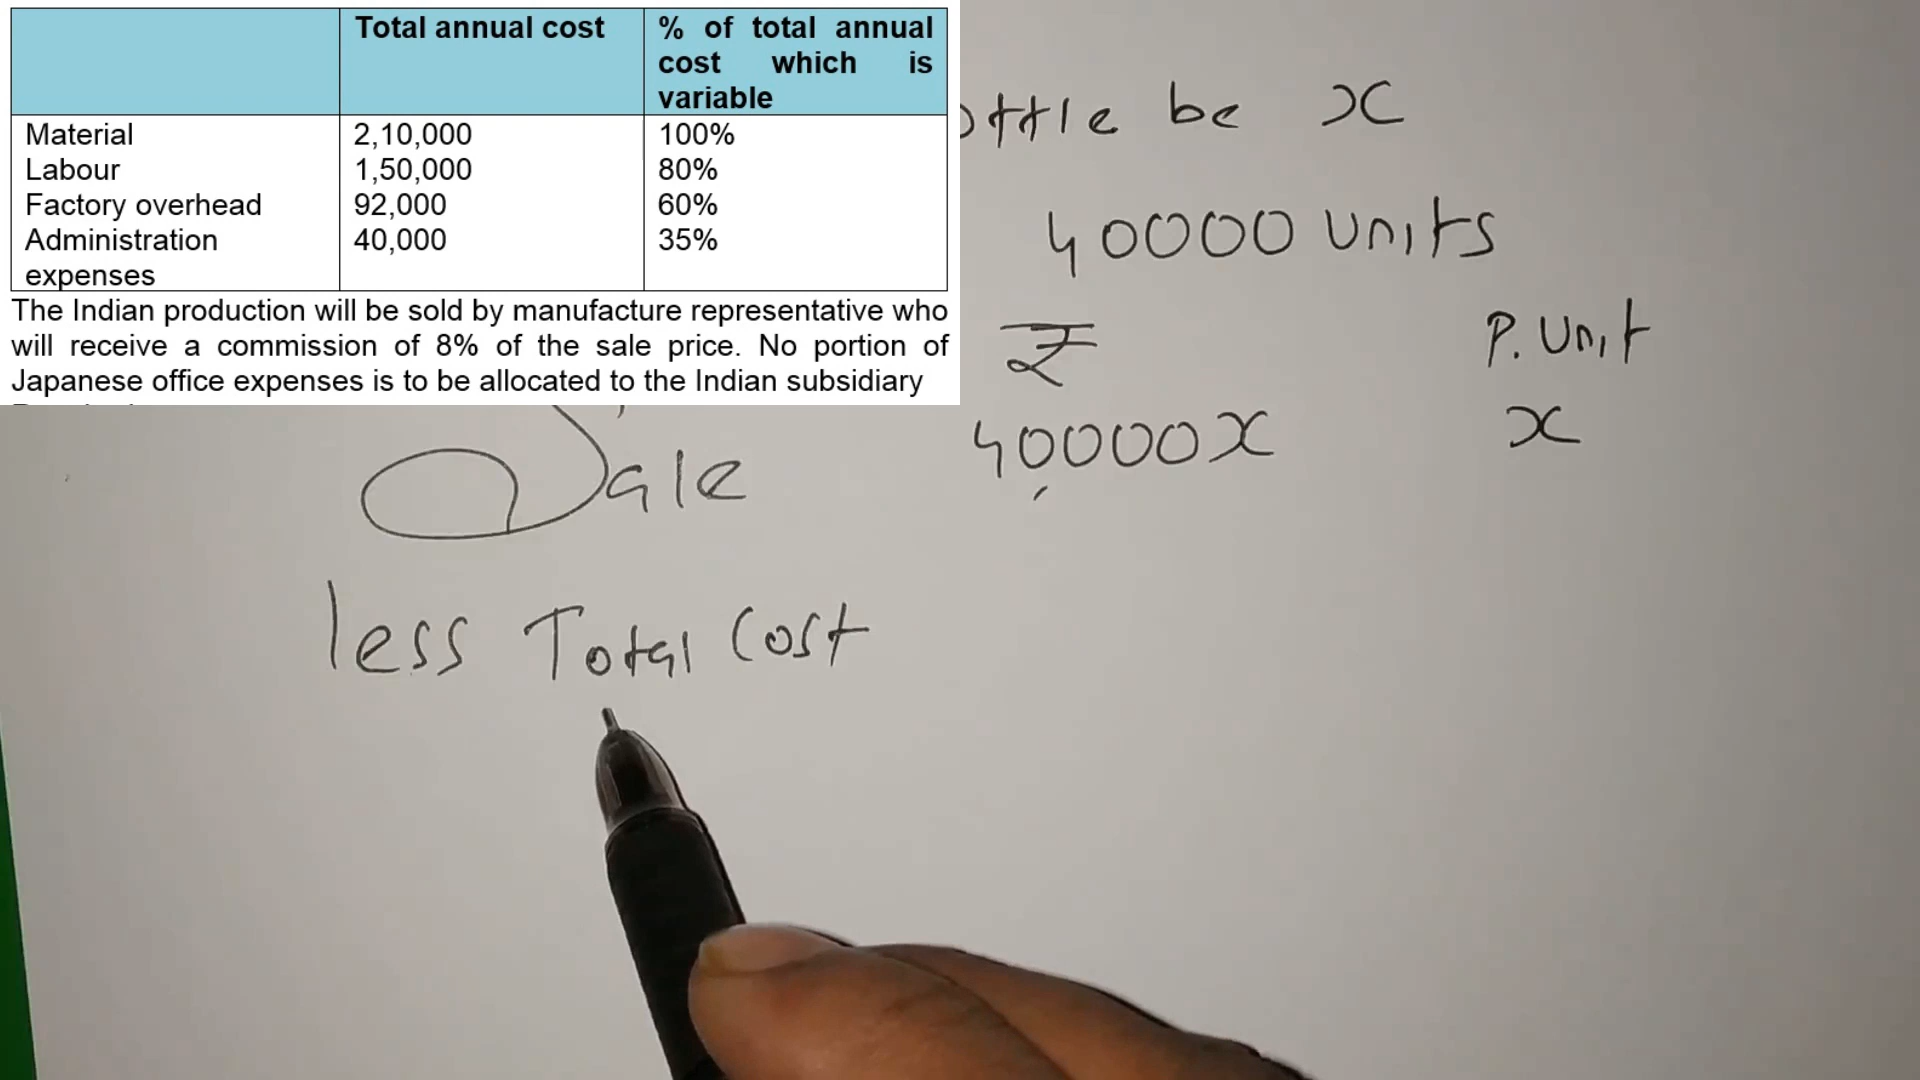 Total annual cost
% of total annual cost which is variable
Material 2,10,000 100%
Labour 1,50,000 80%
Factory overhead 92,000 60%
Administration expenses 40,000 35%
The Indian production will be sold by manufacture representative who
will receive a commission of 8% of the sale price. No portion of
Japanese office expenses is to be allocated to the Indian subsidiary
be x
40000 units
₹ P. Unit
Sale 40000x x
less Total Cost